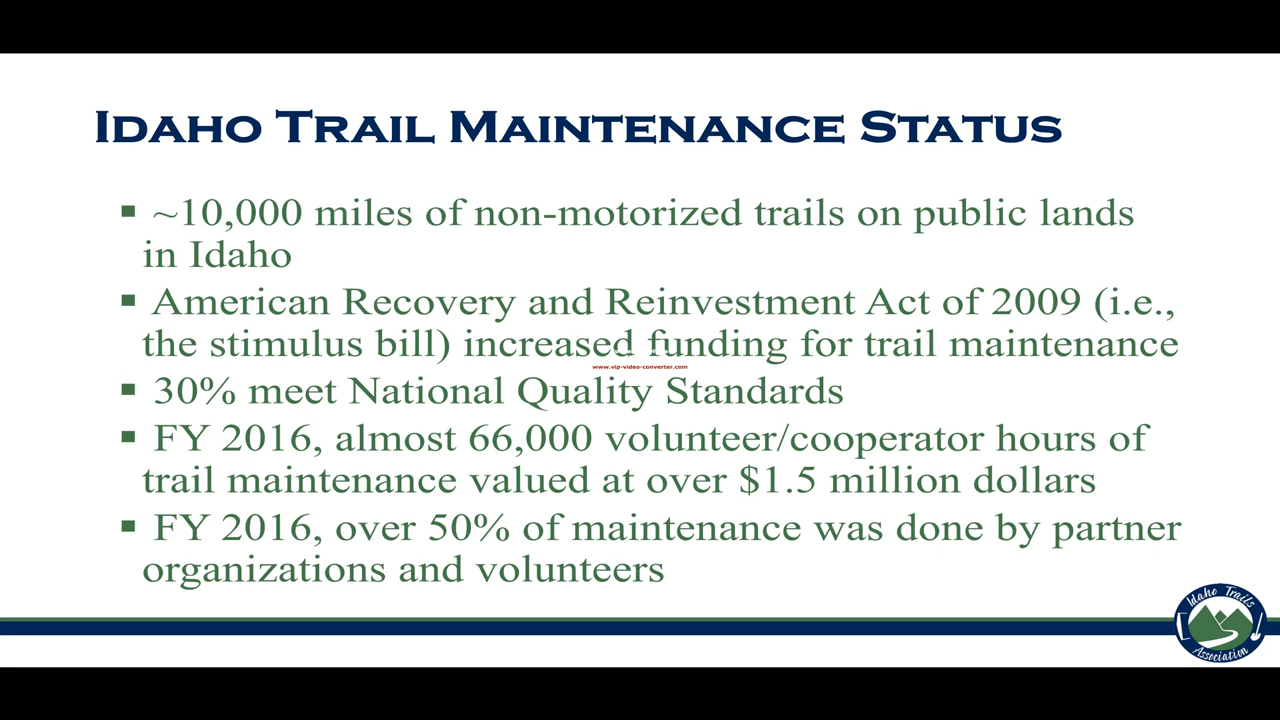 IDAHO TRAIL MAINTENANCE STATUS
▪ ~10,000 miles of non-motorized trails on public lands
in Idaho
▪ American Recovery and Reinvestment Act of 2009 (i.e.,
the stimulus bill) increased funding for trail maintenance
www.vip-video-converter.com
▪ 30% meet National Quality Standards
▪ FY 2016, almost 66,000 volunteer/cooperator hours of
trail maintenance valued at over $1.5 million dollars
▪ FY 2016, over 50% of maintenance was done by partner
organizations and volunteers
Idaho Trails
Association